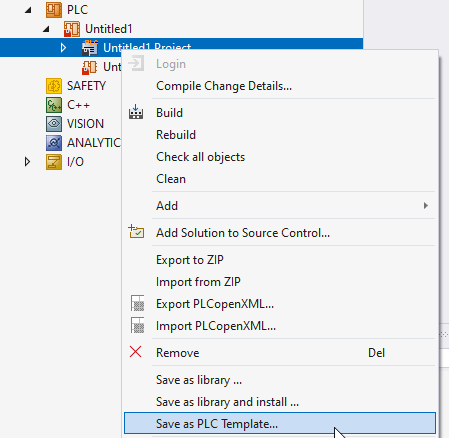 PLC
Untitled1
Untitled1 Project
Unt
SAFETY
C++
VISION
ANALYTIC
I/O
Login
Compile Change Details...
Build
Rebuild
Check all objects
Clean
Add
Add Solution to Source Control...
Export to ZIP
Import from ZIP
Export PLCopenXML...
Import PLCopenXML...
Remove Del
Save as library ...
Save as library and install ...
Save as PLC Template...